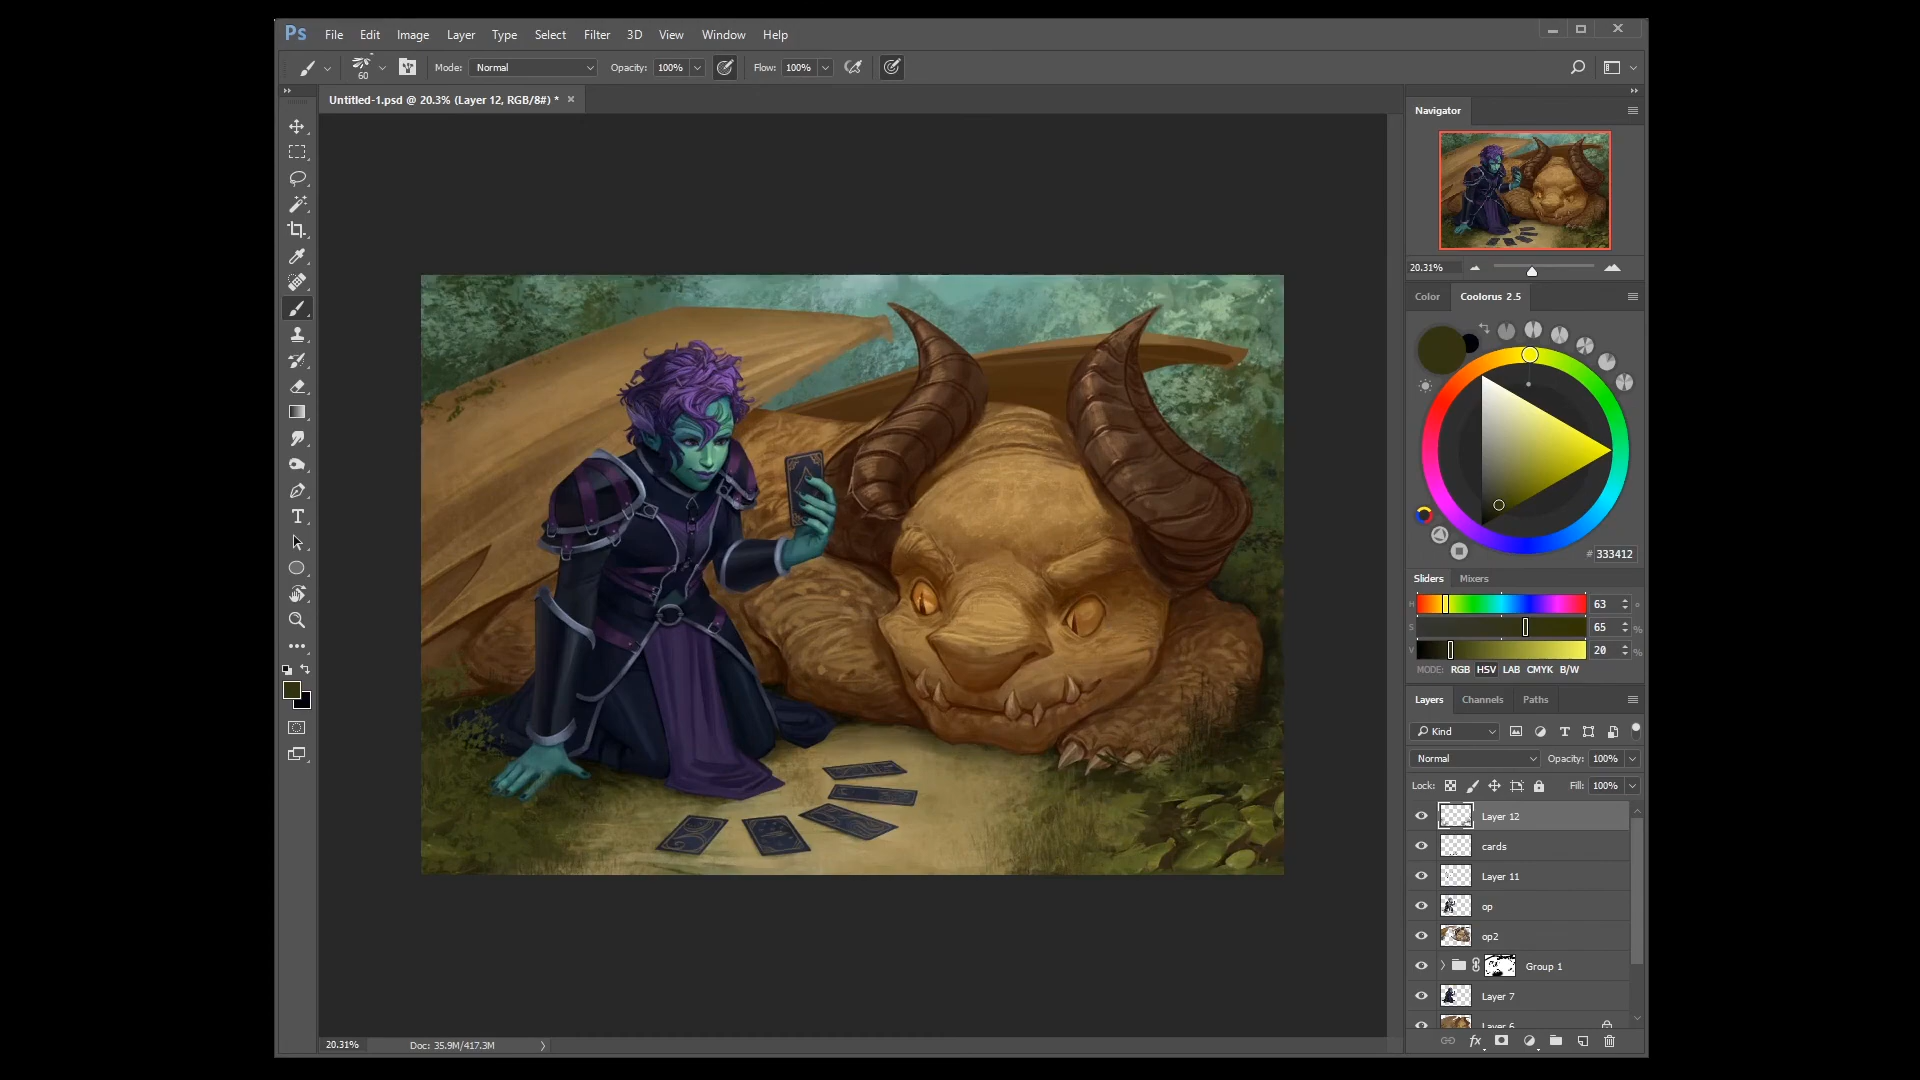 Ps File Edit Image Layer Type Select Filter 3D View Window Help
60 Mode: Normal Opacity: 100% Flow: 100%
Untitled-1.psd @ 20.3% (Layer 12, RGB/8#) * ×
Navigator
20.31%
Color Coolorus 2.5
# 333412
Sliders Mixers
H 63 °
S 65 %
V 20 %
MODE: RGB HSV LAB CMYK B/W
Layers Channels Paths
Kind T
Normal Opacity: 100%
Lock: Fill: 100%
Layer 12
cards
Layer 11
op
op2
Group 1
Layer 7
Layer 6
fx
20.31% Doc: 35.9M/417.3M